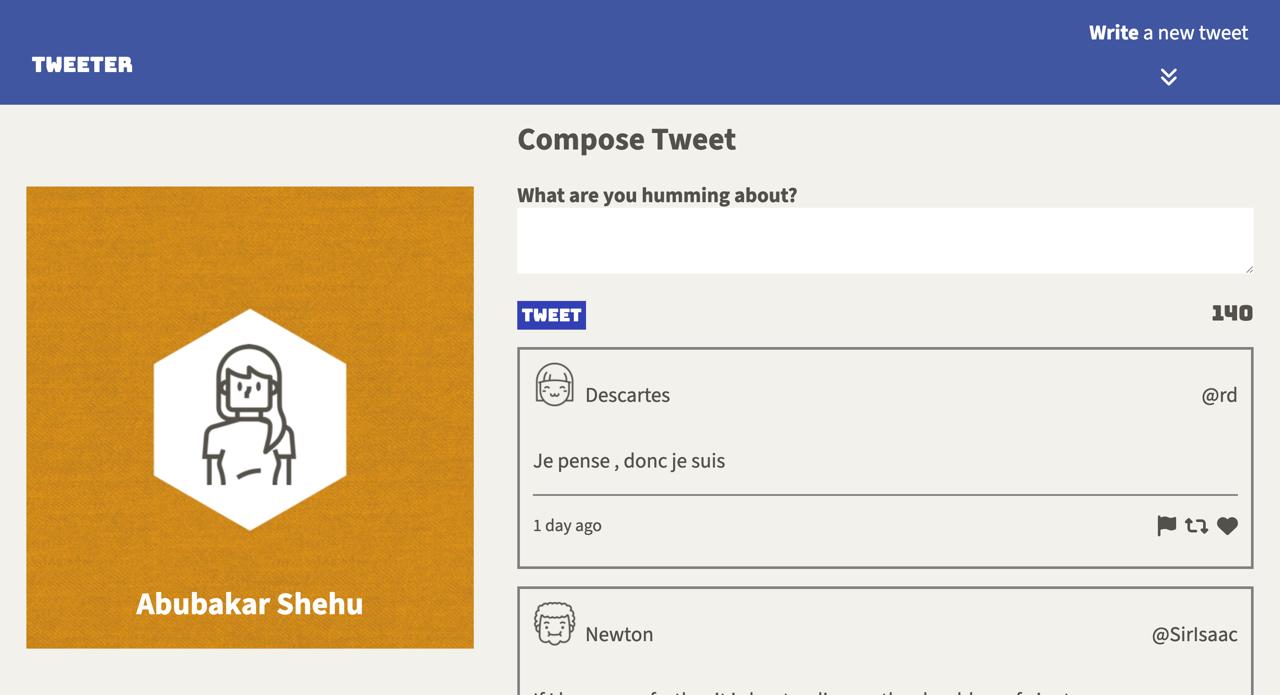 Write a new tweet
TWEETER
Compose Tweet
What are you humming about?
TWEET
140
Descartes
@rd
Je pense , donc je suis
1 day ago
Abubakar Shehu
Newton
@SirIsaac